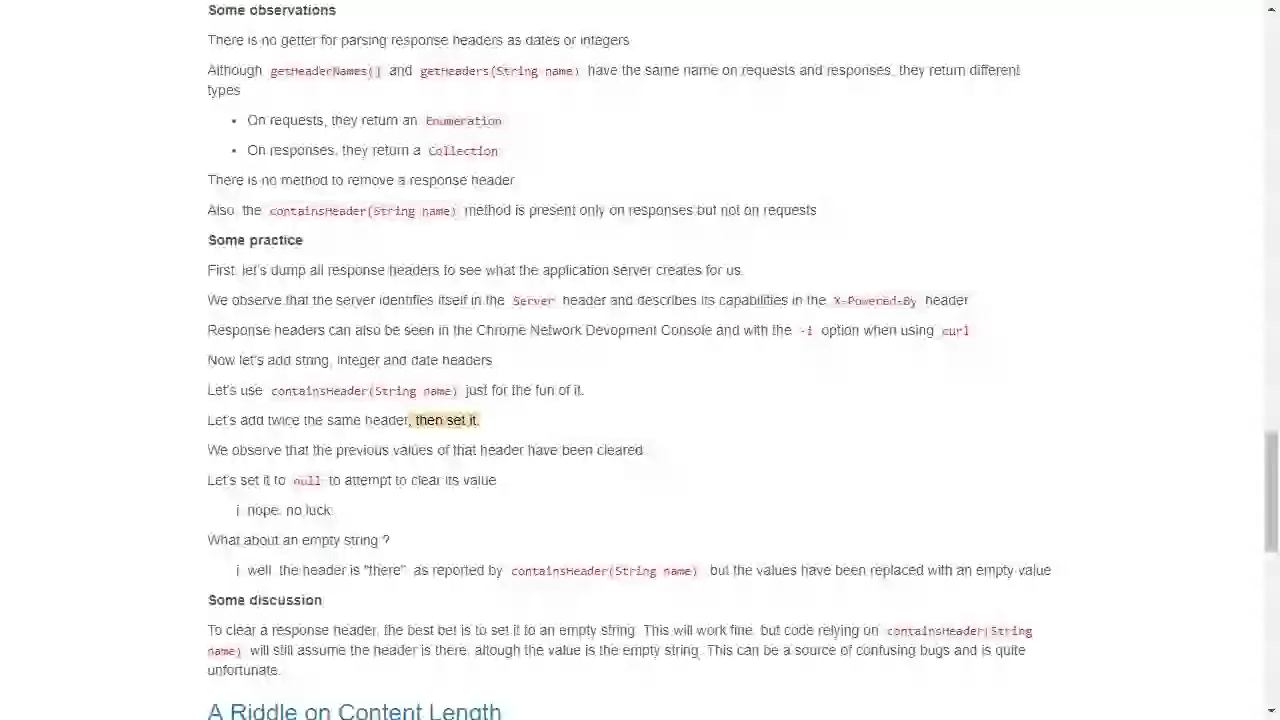 Some observations
There is no getter for parsing response headers as dates or integers
Although getHeaderNames() and getHeaders(String name) have the same name on requests and responses, they return different
types
• On requests, they return an Enumeration
• On responses, they return a Collection
There is no method to remove a response header
Also, the containsHeader(String name) method is present only on responses but not on requests
Some practice
First, let's dump all response headers to see what the application server creates for us.
We observe that the server identifies itself in the Server header and describes its capabilities in the X-Powered-By header
Response headers can also be seen in the Chrome Network Devopment Console and with the -i option when using curl
Now let's add string, integer and date headers
Let's use containsHeader(String name) just for the fun of it.
Let's add twice the same header, then set it.
We observe that the previous values of that header have been cleared
Let's set it to null to attempt to clear its value
i nope, no luck.
What about an empty string ?
i well, the header is "there", as reported by containsHeader(String name), but the values have been replaced with an empty value
Some discussion
To clear a response header, the best bet is to set it to an empty string. This will work fine, but code relying on containsHeader(String
name) will still assume the header is there, altough the value is the empty string. This can be a source of confusing bugs and is quite
unfortunate.
A Riddle on Content Length